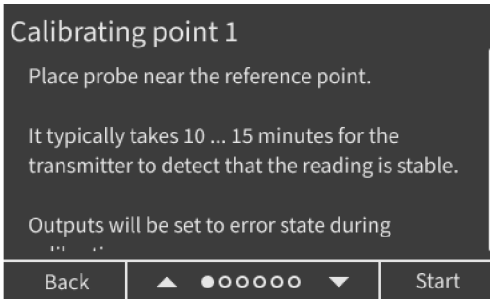 Calibrating point 1
Place probe near the reference point.
It typically takes 10 ... 15 minutes for the
transmitter to detect that the reading is stable.
Outputs will be set to error state during
Back
Start